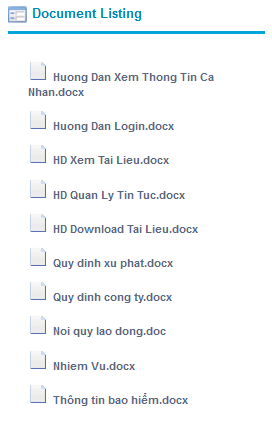 Document Listing
Huong Dan Xem Thong Tin Ca
Nhan.docx
Huong Dan Login.docx
HD Xem Tai Lieu.docx
HD Quan Ly Tin Tuc.docx
HD Download Tai Lieu.docx
Quy dinh xu phat.docx
Quy dinh cong ty.docx
Noi quy lao dong.doc
Nhiem Vu.docx
Thông tin bao hiểm.docx